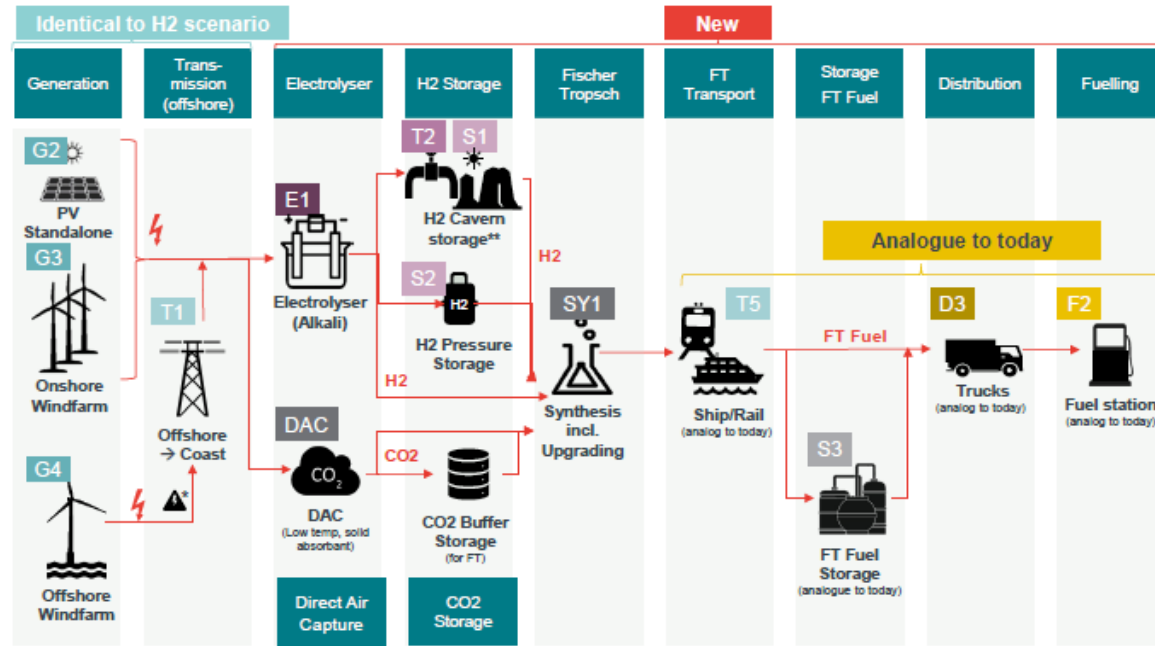 Identical to H2 scenario
New
Generation
Trans-
mission
(offshore)
Electrolyser
H2 Storage
Fischer
Tropsch
FT
Transport
Storage
FT Fuel
Distribution
Fuelling
G2
PV
Standalone
G3
Onshore
Windfarm
G4
Offshore
Windfarm
T1
Offshore
→ Coast
*
E1
+
-
Electrolyser
(Alkali)
H2
DAC
CO2
DAC
(Low temp, solid
absorbant)
Direct Air
Capture
T2
S1
H2 Cavern
storage**
H2
S2
H2
H2 Pressure
Storage
CO2
CO2 Buffer
Storage
(for FT)
CO2
Storage
SY1
Synthesis
incl.
Upgrading
Analogue to today
T5
Ship/Rail
(analog to today)
FT Fuel
S3
FT Fuel
Storage
(analogue to today)
D3
Trucks
(analog to today)
F2
Fuel station
(analog to today)